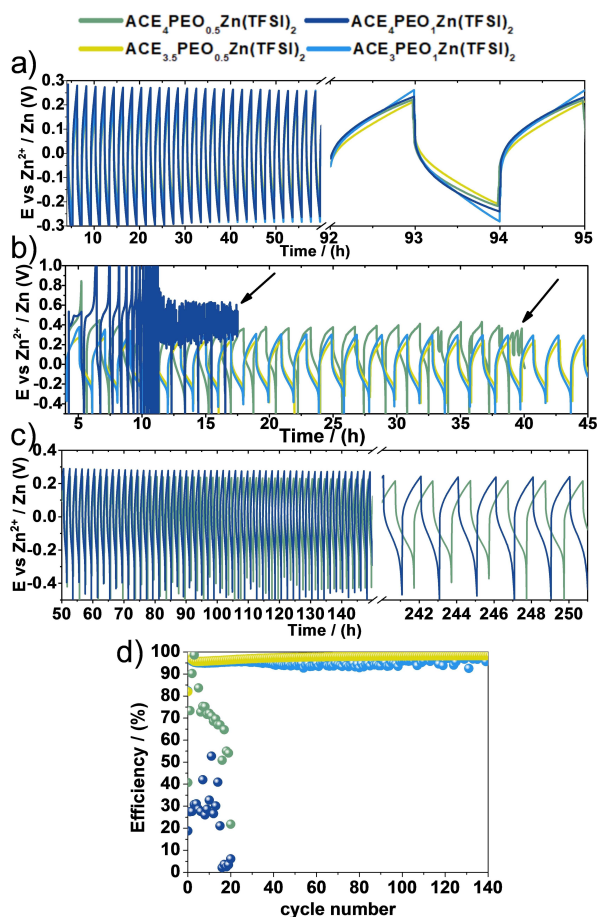 ACE₄PEO₀.₅Zn(TFSI)₂ ACE₄PEO₁Zn(TFSI)₂
ACE₃.₅PEO₀.₅Zn(TFSI)₂ ACE₃PEO₁Zn(TFSI)₂
a)
E vs Zn²⁺ / Zn (V)
0.3
0.2
0.1
0.0
-0.1
-0.2
-0.3
5 10 15 20 25 30 35 40 45 50 55 92 93 94 95
Time / (h)
b)
E vs Zn²⁺ / Zn (V)
1.0
0.8
0.6
0.4
0.2
0.0
-0.2
-0.4
5 10 15 20 25 30 35 40 45
Time / (h)
c)
E vs Zn²⁺ / Zn (V)
0.4
0.2
0.0
-0.2
-0.4
50 60 70 80 90 100 110 120 130 140 242 244 246 248 250
Time / (h)
d)
Efficiency / (%)
100
90
80
70
60
50
40
30
20
10
0
0 20 40 60 80 100 120 140
cycle number